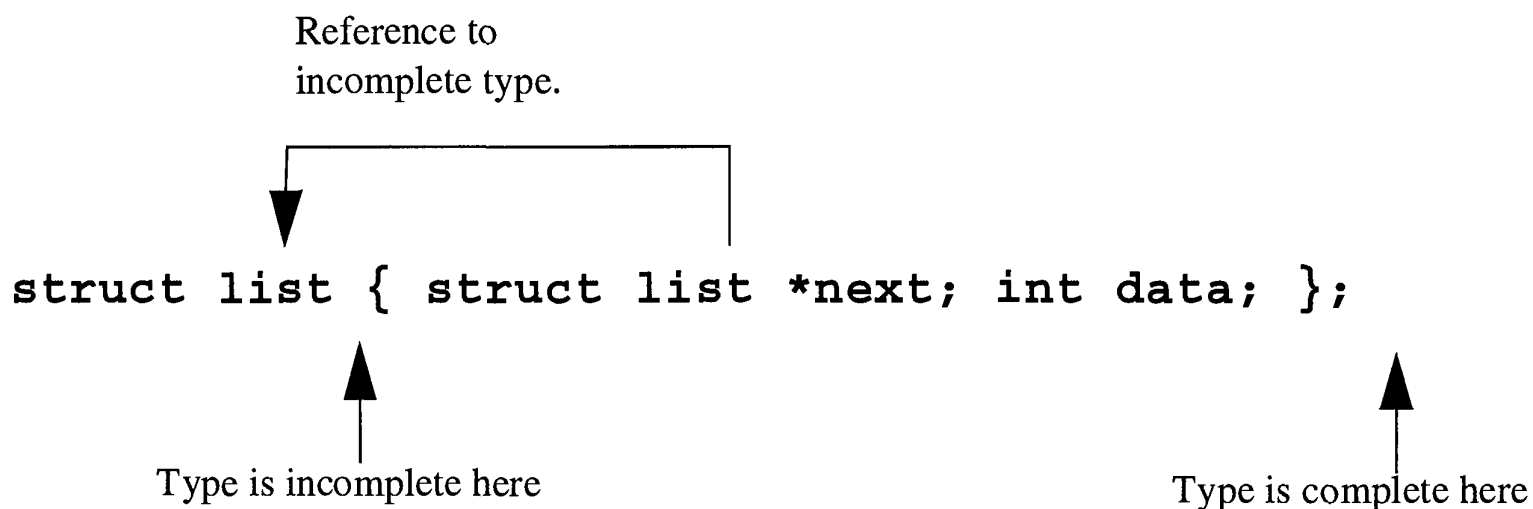 Reference to
incomplete type.
struct list { struct list *next; int data; };
Type is incomplete here
Type is complete here